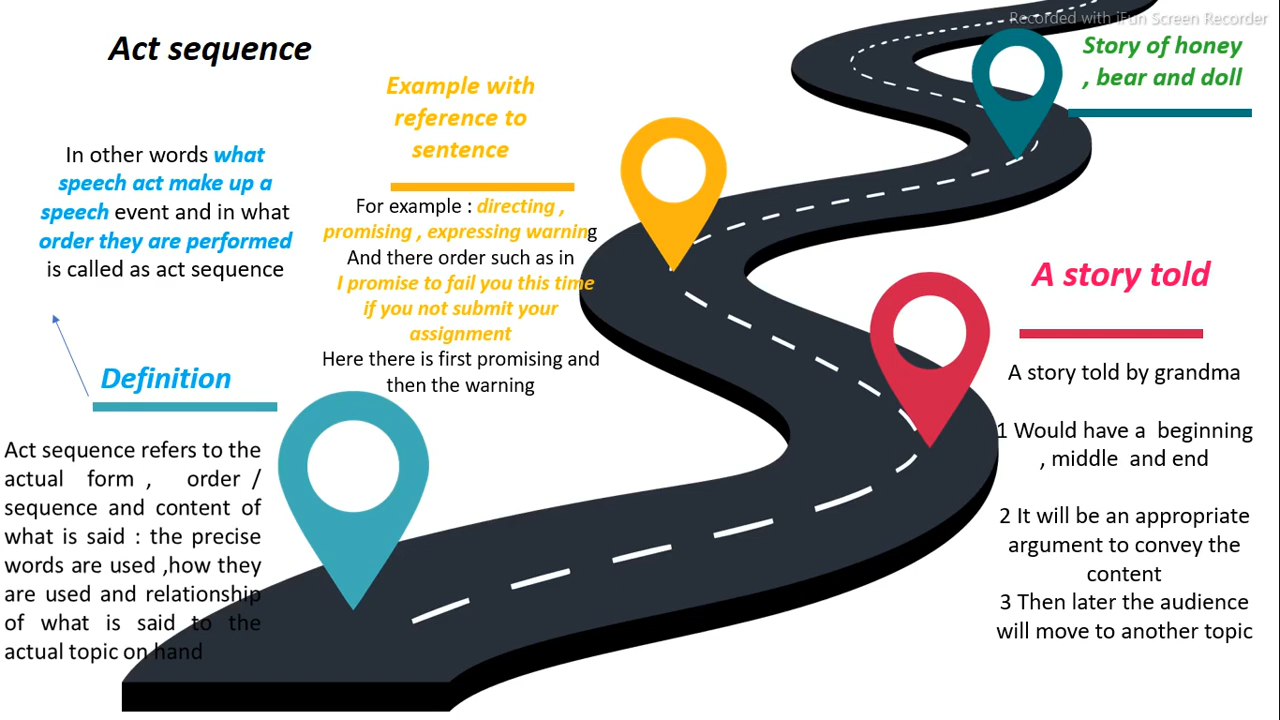 Recorded with iFun Screen Recorder
Act sequence
In other words what
speech act make up a
speech event and in what
order they are performed
is called as act sequence
Definition
Act sequence refers to the
actual form , order /
sequence and content of
what is said : the precise
words are used ,how they
are used and relationship
of what is said to the
actual topic on hand
Example with
reference to
sentence
For example : directing ,
promising , expressing warning
And there order such as in
I promise to fail you this time
if you not submit your
assignment
Here there is first promising and
then the warning
Story of honey
, bear and doll
A story told
A story told by grandma
1 Would have a beginning
, middle and end
2 It will be an appropriate
argument to convey the
content
3 Then later the audience
will move to another topic